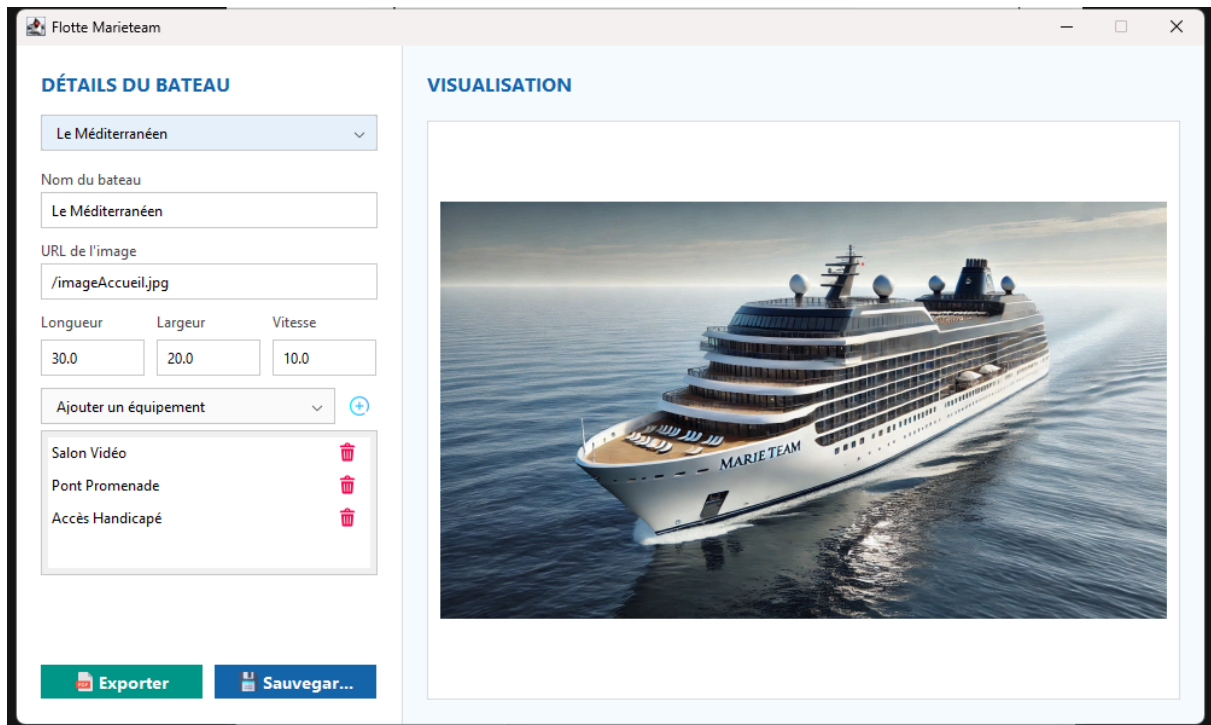 Flotte Marieteam
DÉTAILS DU BATEAU
Le Méditerranéen
Nom du bateau
Le Méditerranéen
URL de l'image
/imageAccueil.jpg
Longueur Largeur Vitesse
30.0 20.0 10.0
Ajouter un équipement
Salon Vidéo
Pont Promenade
Accès Handicapé
Exporter Sauvegar...
VISUALISATION
MARIE TEAM